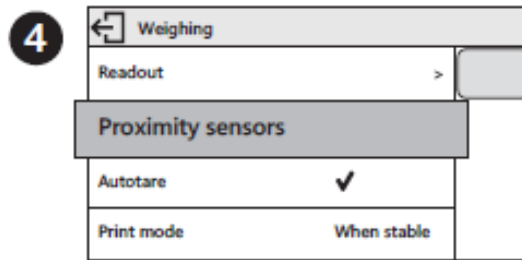 4
Weighing
Readout >
Proximity sensors
Autotare ✔
Print mode When stable